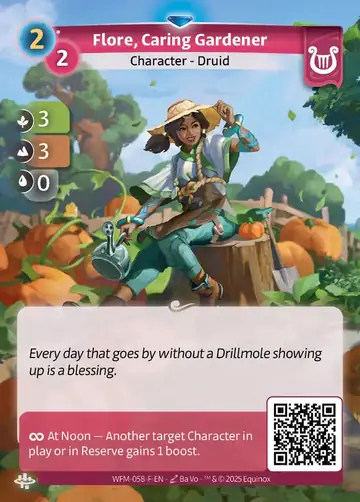 2
2
Flore, Caring Gardener
Character - Druid
3
3
0
Every day that goes by without a Drillmole showing
up is a blessing.
∞ At Noon — Another target Character in
play or in Reserve gains 1 boost.
WFM-058-F-EN - Ba Vo - ™ & © 2025 Equinox